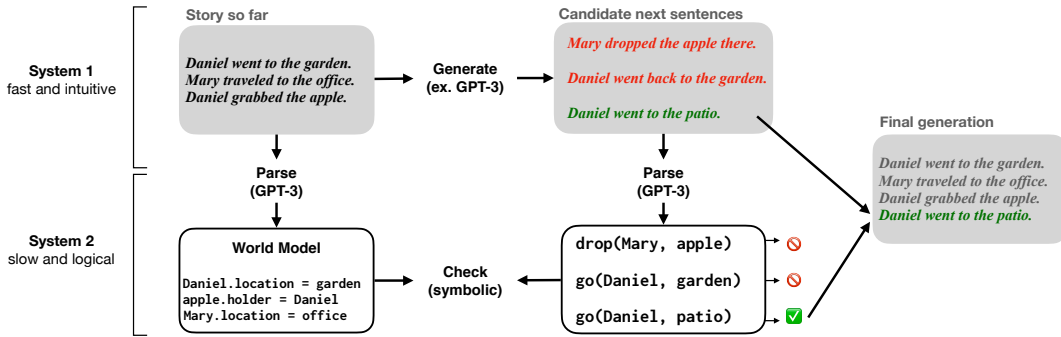 Story so far
Candidate next sentences
System 1
fast and intuitive
Daniel went to the garden.
Mary traveled to the office.
Daniel grabbed the apple.
Generate
(ex. GPT-3)
Mary dropped the apple there.
Daniel went back to the garden.
Daniel went to the patio.
Final generation
Daniel went to the garden.
Mary traveled to the office.
Daniel grabbed the apple.
Daniel went to the patio.
Parse
(GPT-3)
Parse
(GPT-3)
System 2
slow and logical
World Model
Daniel.location = garden
apple.holder = Daniel
Mary.location = office
Check
(symbolic)
drop(Mary, apple)
go(Daniel, garden)
go(Daniel, patio)